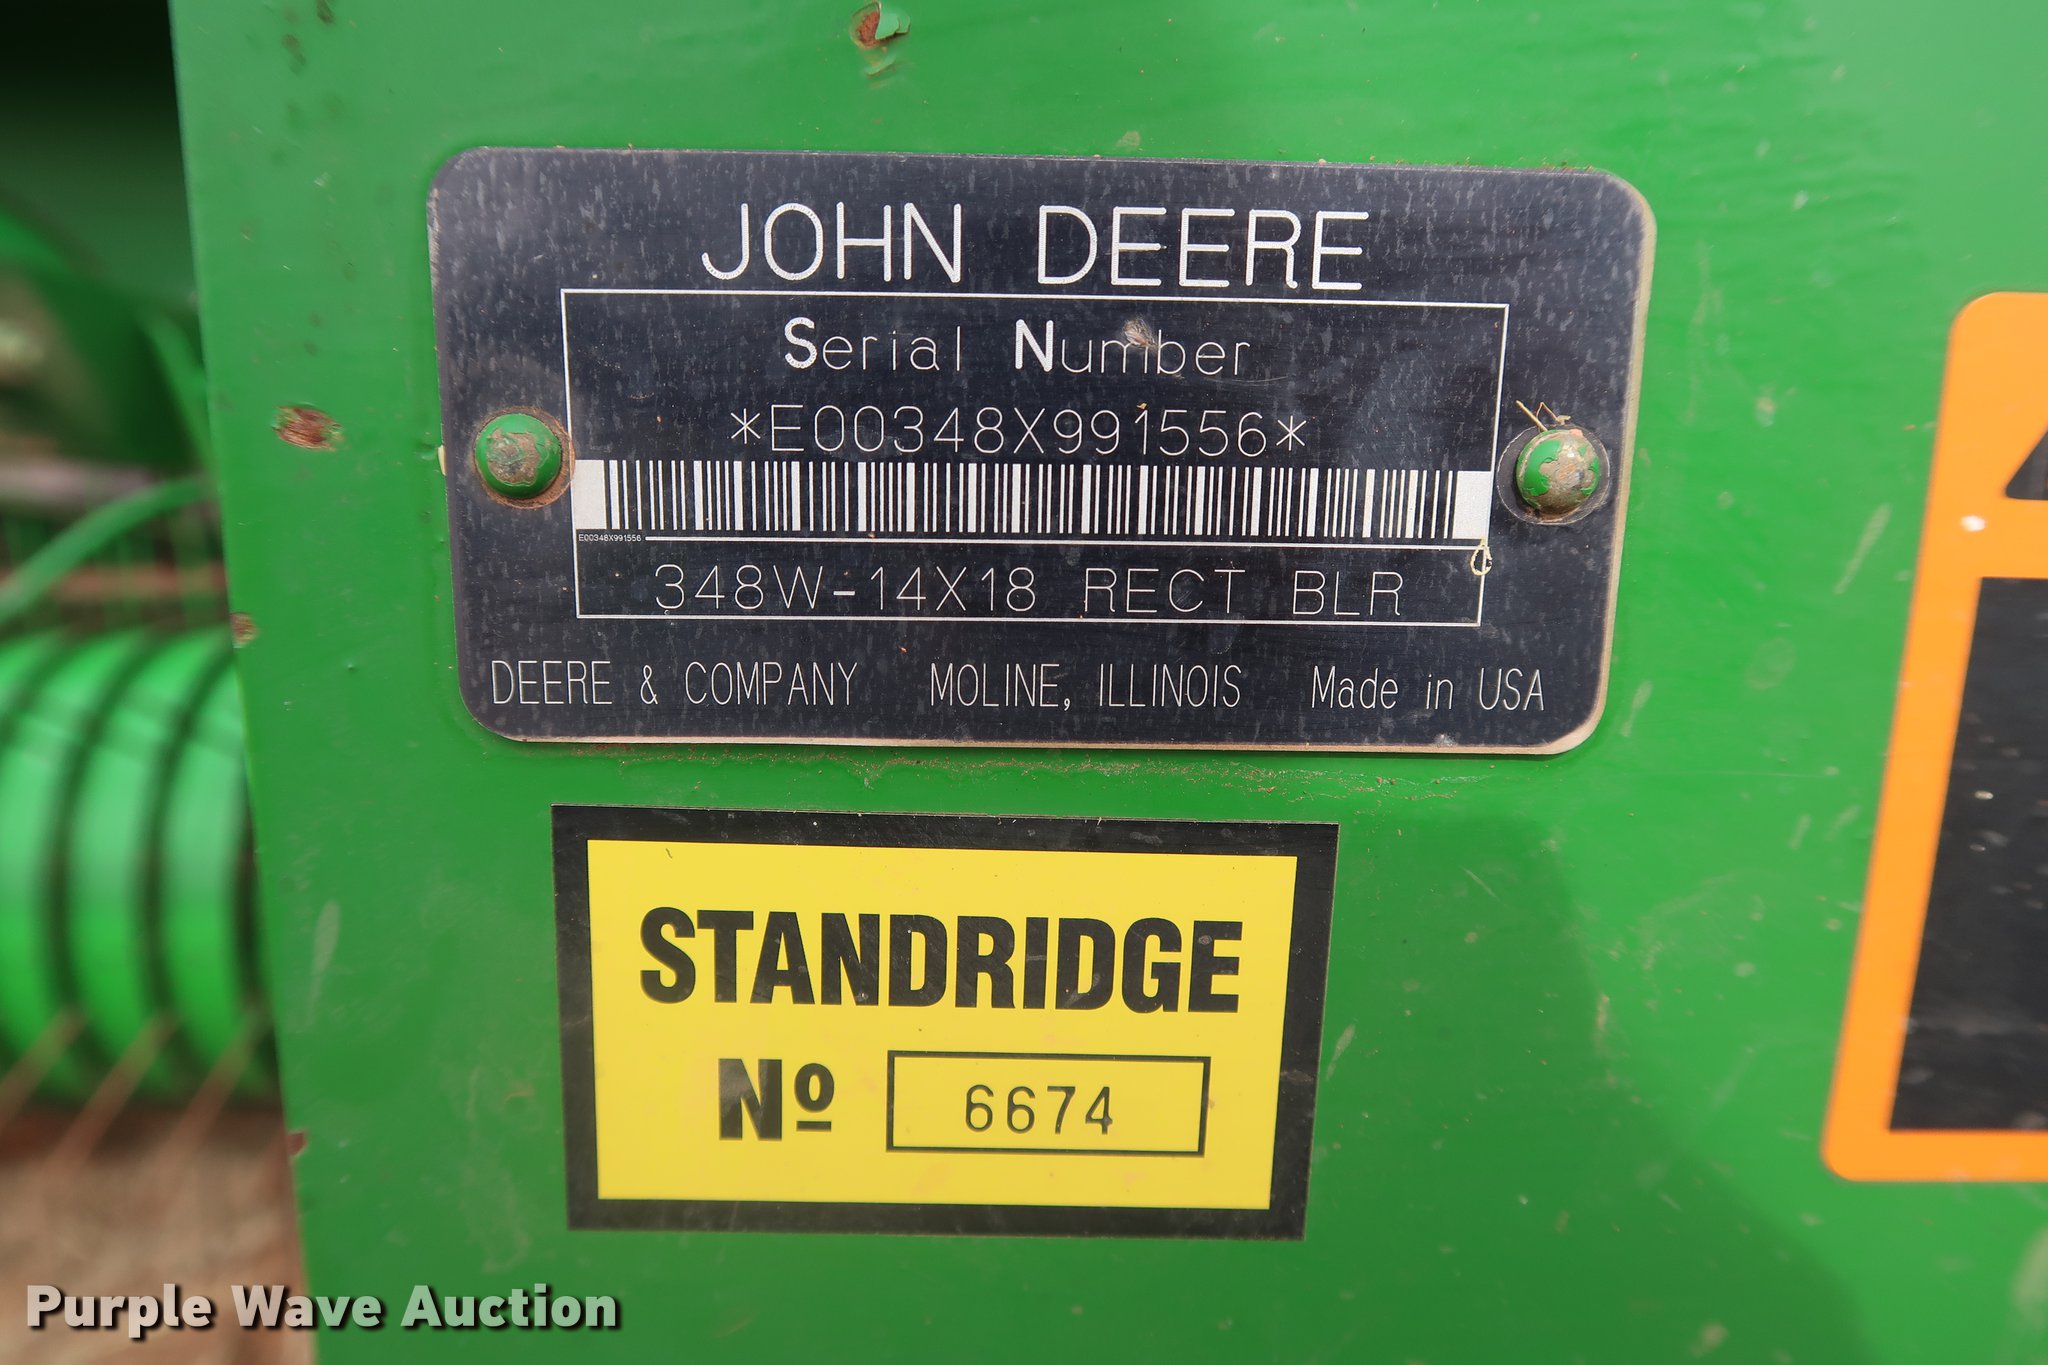 JOHN DEERE
Serial Number
*E00348X991556*
E00348X991556
348W-14X18 RECT BLR
DEERE & COMPANY MOLINE, ILLINOIS Made in USA
STANDRIDGE
Nº 6674
Purple Wave Auction